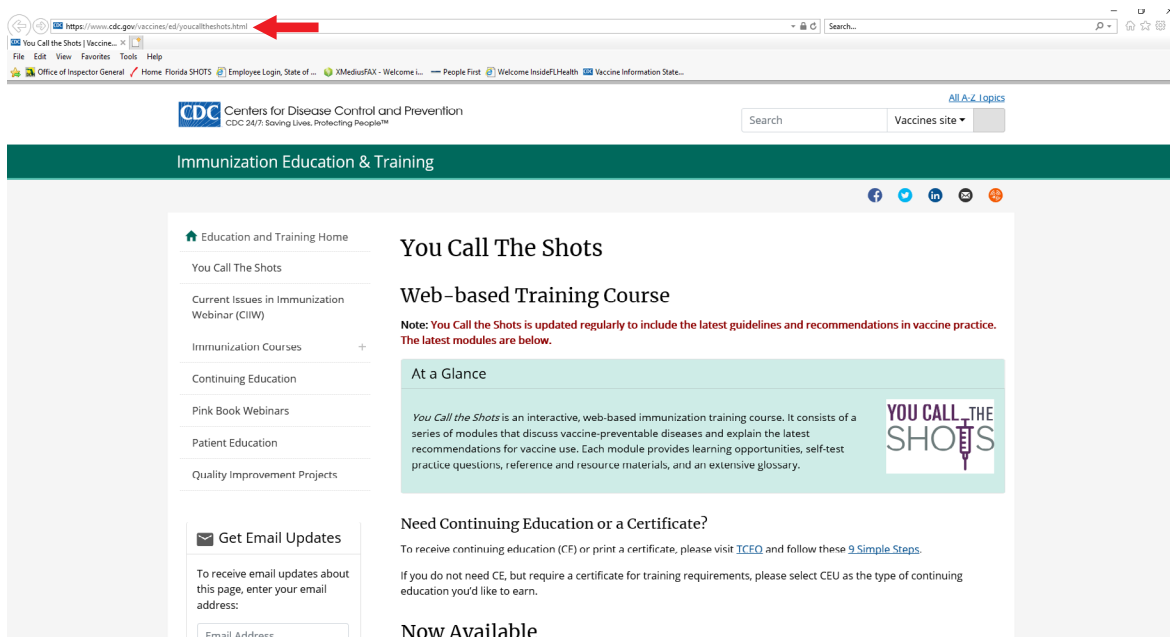 https://www.cdc.gov/vaccines/ed/youcalltheshots.html
Search...
You Call the Shots | Vaccine...
File Edit View Favorites Tools Help
Office of Inspector General Home Florida SHOTS Employee Login, State of ... XMediusFAX - Welcome i... People First Welcome InsideFLHealth Vaccine Information State...
All A-Z Topics
CDC Centers for Disease Control and Prevention
CDC 24/7: Saving Lives. Protecting People™
Search
Vaccines site
Immunization Education & Training
Education and Training Home
You Call The Shots
Current Issues in Immunization
Webinar (CIIW)
Immunization Courses +
Continuing Education
Pink Book Webinars
Patient Education
Quality Improvement Projects
Get Email Updates
To receive email updates about
this page, enter your email
address:
Email Address
You Call The Shots
Web-based Training Course
Note: You Call the Shots is updated regularly to include the latest guidelines and recommendations in vaccine practice.
The latest modules are below.
At a Glance
You Call the Shots is an interactive, web-based immunization training course. It consists of a
series of modules that discuss vaccine-preventable diseases and explain the latest
recommendations for vaccine use. Each module provides learning opportunities, self-test
practice questions, reference and resource materials, and an extensive glossary.
YOU CALL THE
SHOTS
Need Continuing Education or a Certificate?
To receive continuing education (CE) or print a certificate, please visit TCEO and follow these 9 Simple Steps.
If you do not need CE, but require a certificate for training requirements, please select CEU as the type of continuing
education you'd like to earn.
Now Available